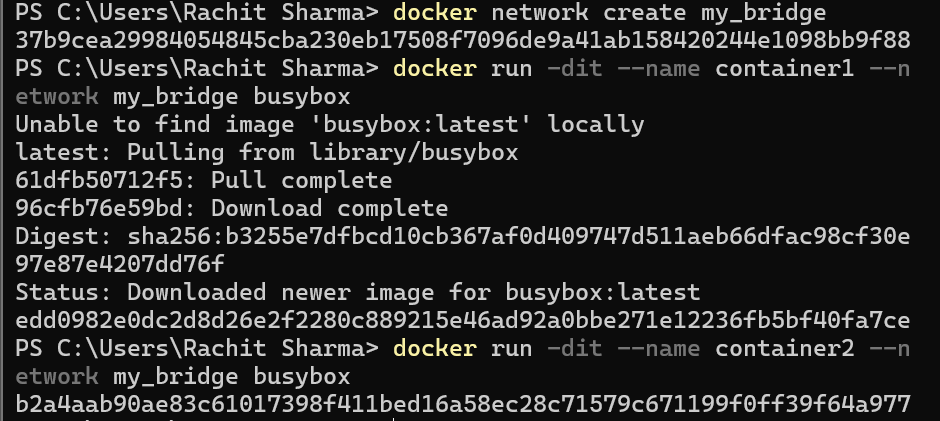 PS C:\Users\Rachit Sharma> docker network create my_bridge
37b9cea29984054845cba230eb17508f7096de9a41ab158420244e1098bb9f88
PS C:\Users\Rachit Sharma> docker run -dit --name container1 --n
etwork my_bridge busybox
Unable to find image 'busybox:latest' locally
latest: Pulling from library/busybox
61dfb50712f5: Pull complete
96cfb76e59bd: Download complete
Digest: sha256:b3255e7dfbcd10cb367af0d409747d511aeb66dfac98cf30e
97e87e4207dd76f
Status: Downloaded newer image for busybox:latest
edd0982e0dc2d8d26e2f2280c889215e46ad92a0bbe271e12236fb5bf40fa7ce
PS C:\Users\Rachit Sharma> docker run -dit --name container2 --n
etwork my_bridge busybox
b2a4aab90ae83c61017398f411bed16a58ec28c71579c671199f0ff39f64a977